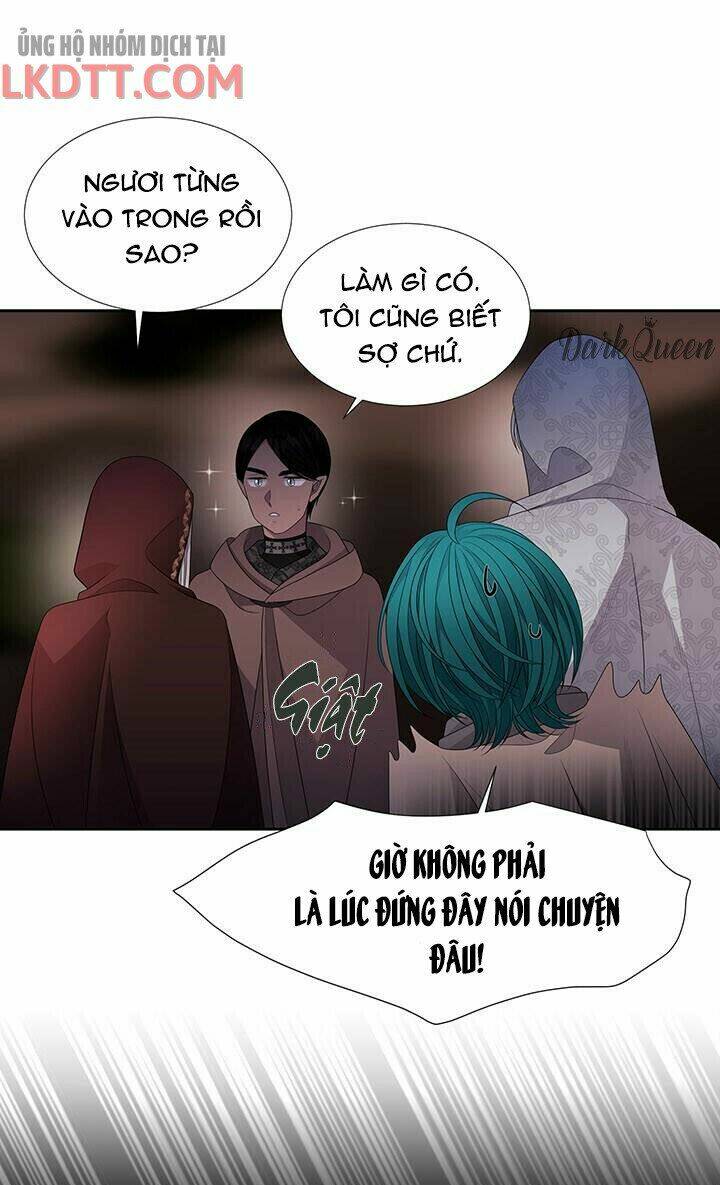 ỦNG HỘ NHÓM DỊCH TẠI
LKDTT.COM
NGƯƠI TỪNG
VÀO TRONG RỒI
SAO?
LÀM GÌ CÓ.
TÔI CŨNG BIẾT
SỢ CHỨ.
DarkQueen
Giật
GIỜ KHÔNG PHẢI
LÀ LÚC ĐỨNG ĐÂY NÓI CHUYỆN
ĐÂU!